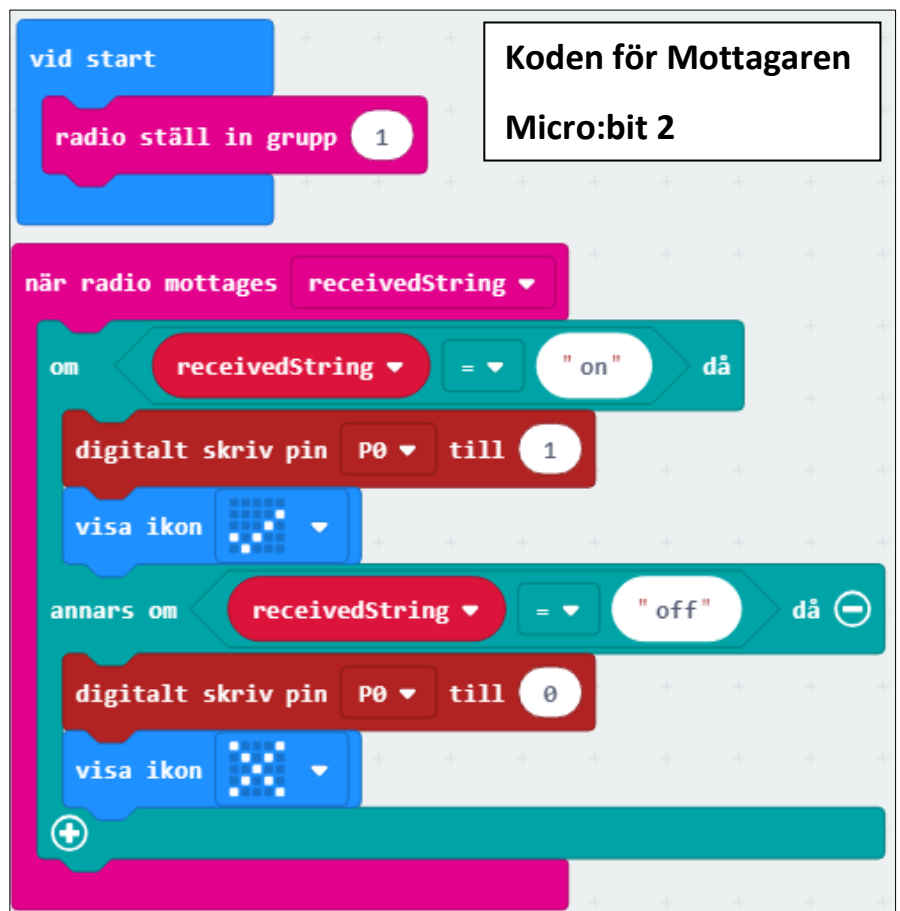 vid start
Koden för Mottagaren
Micro:bit 2
radio ställ in grupp 1
när radio mottages receivedString
om receivedString = "on" då
digitalt skriv pin P0 till 1
visa ikon
annars om receivedString = "off" då
digitalt skriv pin P0 till 0
visa ikon